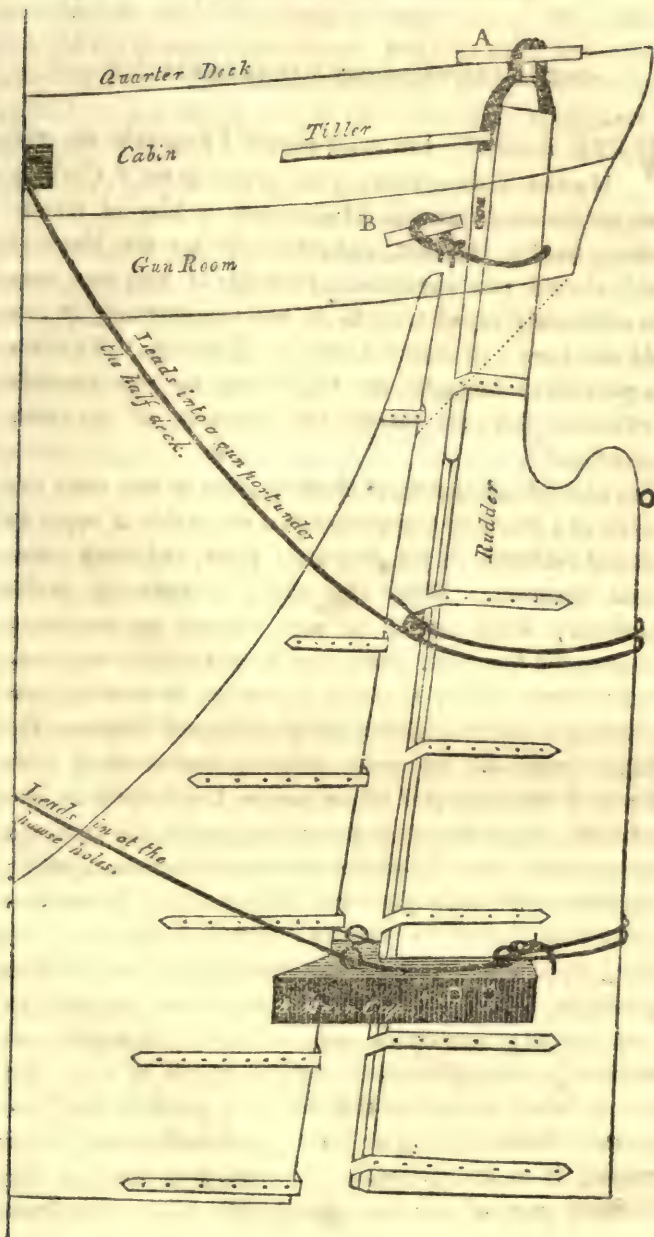 A
Quarter Deck
Tiller
Cabin
B
Gun Room
Leads into a gun port under
the half deck.
Rudder
Leads in at the
hawse holes.